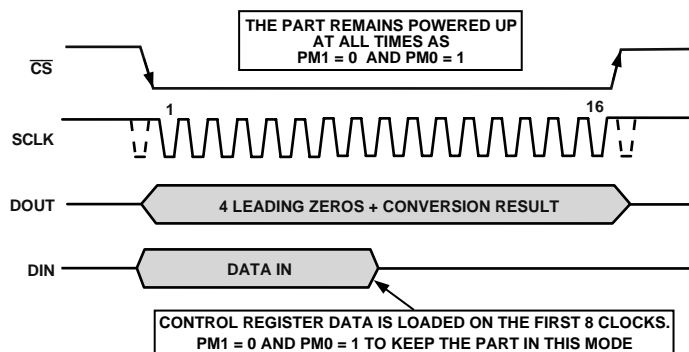 THE PART REMAINS POWERED UP
AT ALL TIMES AS
PM1 = 0 AND PM0 = 1
CS
1
16
SCLK
DOUT
4 LEADING ZEROS + CONVERSION RESULT
DIN
DATA IN
CONTROL REGISTER DATA IS LOADED ON THE FIRST 8 CLOCKS.
PM1 = 0 AND PM0 = 1 TO KEEP THE PART IN THIS MODE